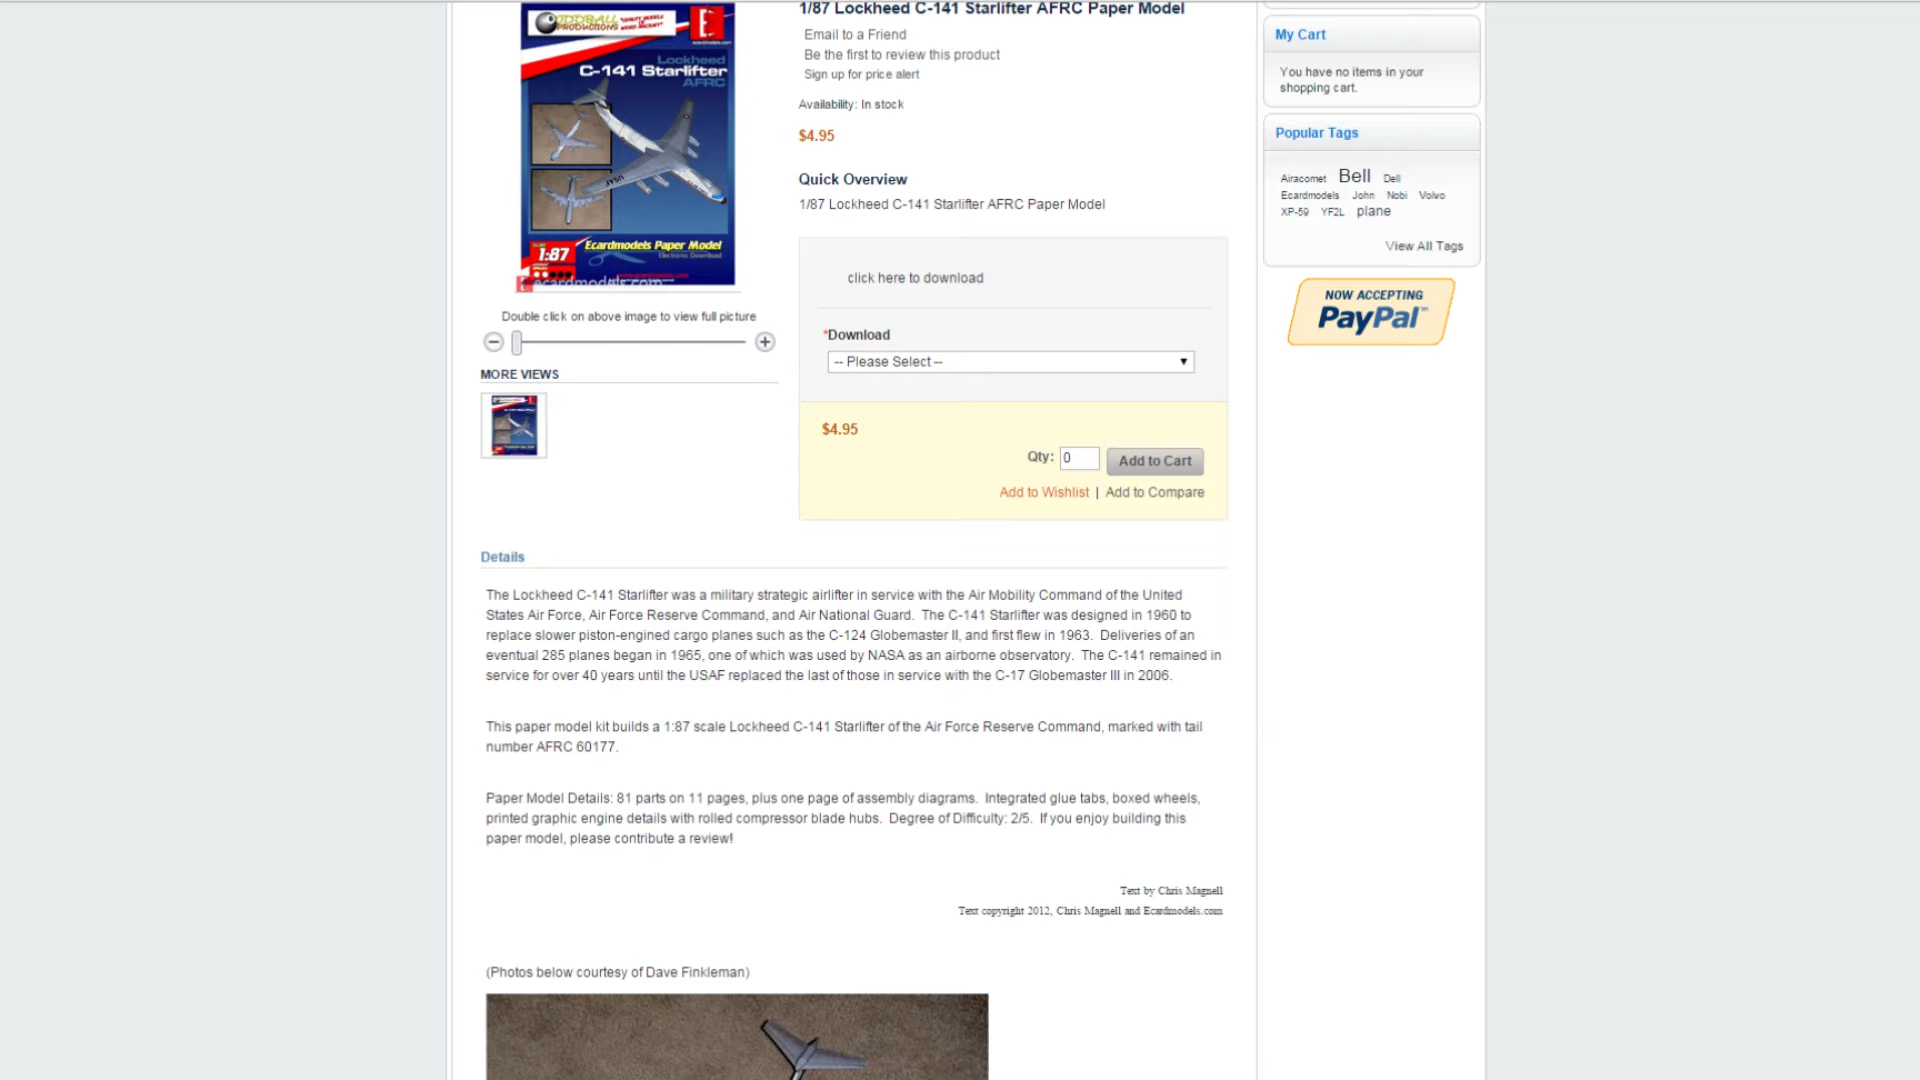 ODDBALL PRODUCTIONS
E
Lockheed
C-141 Starlifter
AFRC
USAF
1:87
Ecardmodels Paper Model
Electronic Download
ecardmodels.com
1/87 Lockheed C-141 Starlifter AFRC Paper Model
Email to a Friend
Be the first to review this product
Sign up for price alert
Availability: In stock
$4.95
Quick Overview
1/87 Lockheed C-141 Starlifter AFRC Paper Model
click here to download
*Download
-- Please Select --
$4.95
Qty: 0 Add to Cart
Add to Wishlist | Add to Compare
Double click on above image to view full picture
MORE VIEWS
Details
The Lockheed C-141 Starlifter was a military strategic airlifter in service with the Air Mobility Command of the United
States Air Force, Air Force Reserve Command, and Air National Guard. The C-141 Starlifter was designed in 1960 to
replace slower piston-engined cargo planes such as the C-124 Globemaster II, and first flew in 1963. Deliveries of an
eventual 285 planes began in 1965, one of which was used by NASA as an airborne observatory. The C-141 remained in
service for over 40 years until the USAF replaced the last of those in service with the C-17 Globemaster III in 2006.
This paper model kit builds a 1:87 scale Lockheed C-141 Starlifter of the Air Force Reserve Command, marked with tail
number AFRC 60177.
Paper Model Details: 81 parts on 11 pages, plus one page of assembly diagrams. Integrated glue tabs, boxed wheels,
printed graphic engine details with rolled compressor blade hubs. Degree of Difficulty: 2/5. If you enjoy building this
paper model, please contribute a review!
Text by Chris Magnell
Text copyright 2012, Chris Magnell and Ecardmodels.com
(Photos below courtesy of Dave Finkleman)
My Cart
You have no items in your
shopping cart.
Popular Tags
Airacomet Bell Dell
Ecardmodels John Nobi Volvo
XP-59 YF2L plane
View All Tags
NOW ACCEPTING
PayPal™